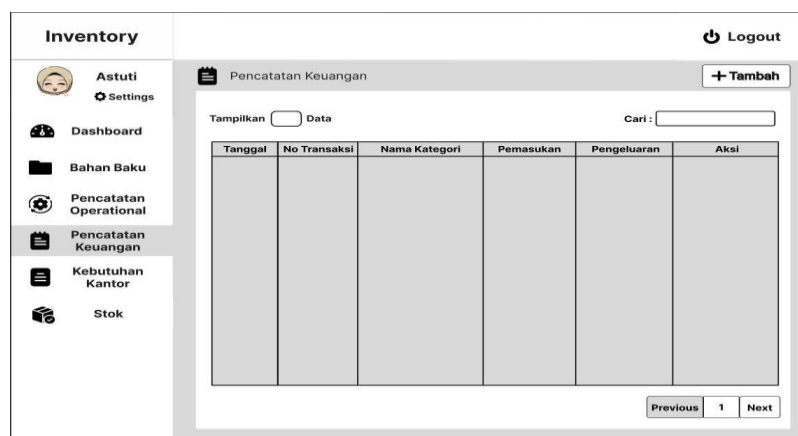 Inventory
Logout
Astuti
Settings
Dashboard
Bahan Baku
Pencatatan
Operational
Pencatatan
Keuangan
Kebutuhan
Kantor
Stok
Pencatatan Keuangan
Tambah
Tampilkan Data
Cari :
Tanggal No Transaksi Nama Kategori Pemasukan Pengeluaran Aksi
Previous 1 Next